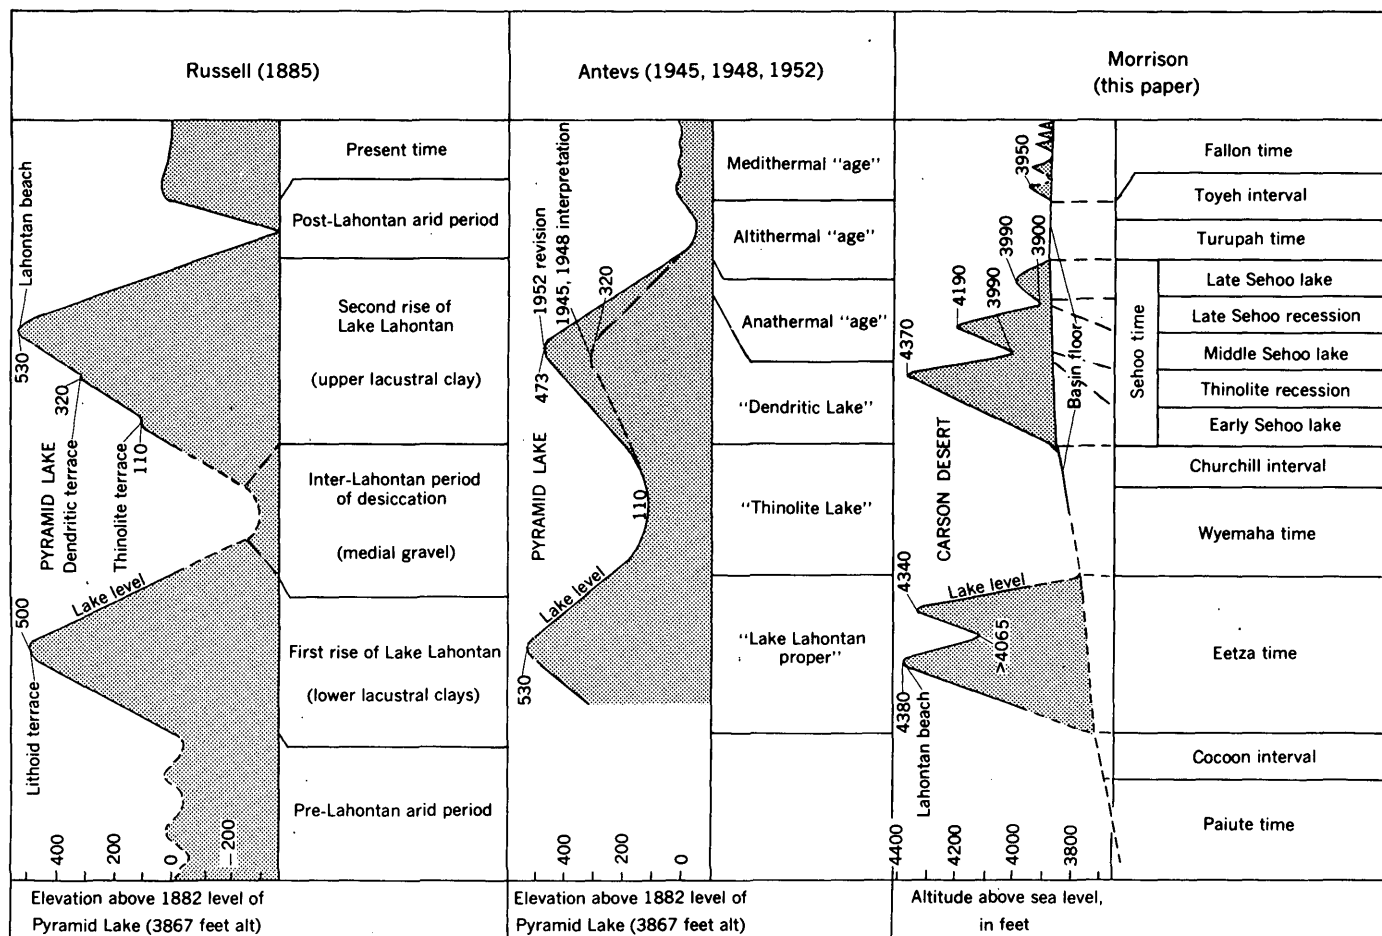 Russell (1885)
Antevs (1945, 1948, 1952)
Morrison
(this paper)
Lahontan beach
530
320
PYRAMID LAKE
Dendritic terrace
Thinolite terrace
110
Lake level
500
Lithoid terrace
400
200
0
-200
Present time
Post-Lahontan arid period
Second rise of
Lake Lahontan
(upper lacustral clay)
Inter-Lahontan period
of desiccation
(medial gravel)
First rise of Lake Lahontan
(lower lacustral clays)
Pre-Lahontan arid period
Elevation above 1882 level of
Pyramid Lake (3867 feet alt)
1952 revision
1945, 1948 interpretation
320
473
PYRAMID LAKE
110
Lake level
530
400
200
0
Medithermal "age"
Altithermal "age"
Anathermal "age"
"Dendritic Lake"
"Thinolite Lake"
"Lake Lahontan
proper"
Elevation above 1882 level of
Pyramid Lake (3867 feet alt)
3950
3990
3900
4190
3990
4370
Basin floor
CARSON DESERT
4340
Lake level
>4065
4380
Lahontan beach
4400
4200
4000
3800
Fallon time
Toyeh interval
Turupah time
Sehoo time
Late Sehoo lake
Late Sehoo recession
Middle Sehoo lake
Thinolite recession
Early Sehoo lake
Churchill interval
Wyemaha time
Eetza time
Cocoon interval
Paiute time
Altitude above sea level,
in feet